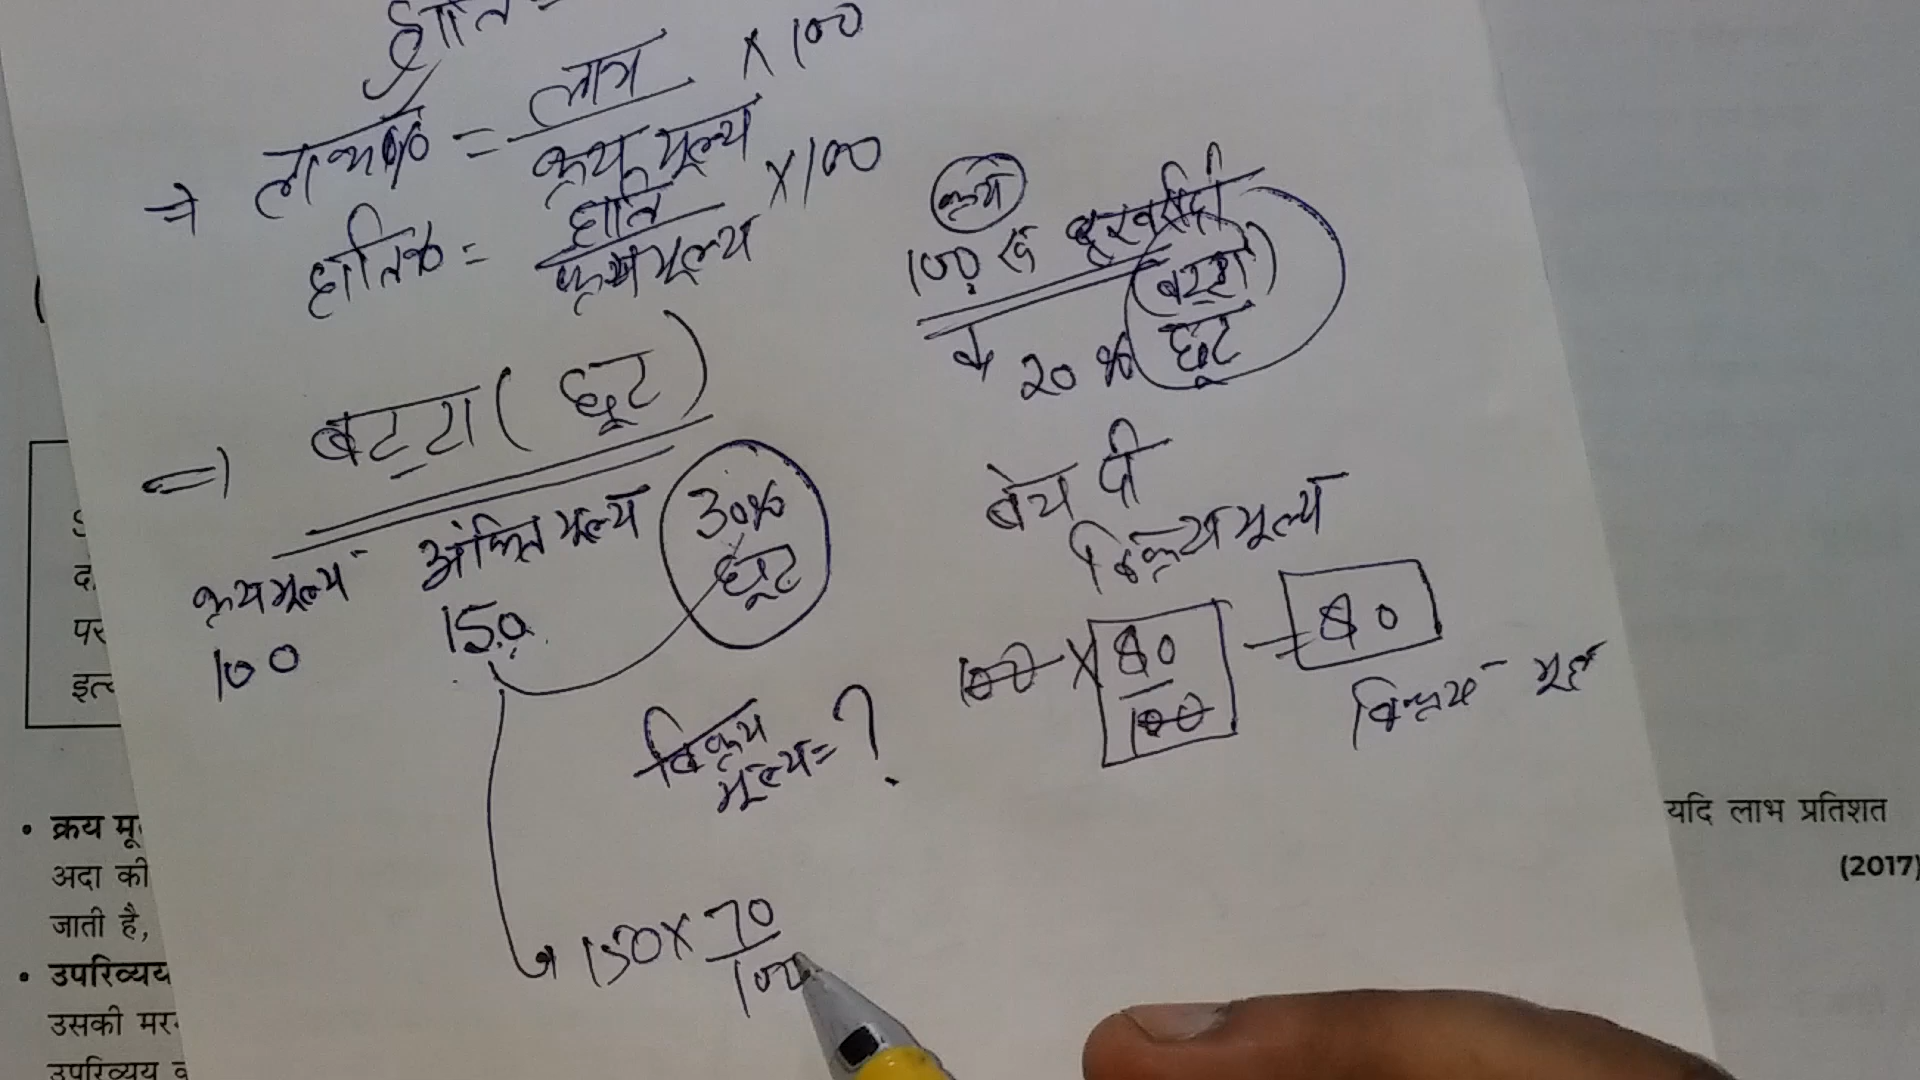 हानि =
लाभ% = लाभ / क्रय मूल्य × 100
हानि% = हानि / क्रय मूल्य × 100
⇒ बट्टा ( छूट )
क्रय मूल्य अंकित मूल्य 30% छूट
100 150
विक्रय मूल्य = ?
150 × 70 / 100
क्रय
100 रु खरीदी
बट्टा
20% छूट
बेच दी
विक्रय मूल्य
100 × 80 / 100 = 80
विक्रय मूल्य
• क्रय मू
अदा की
जाती है,
• उपरिव्यय
उसकी मर
उपरिव्यय
पर
इत्
यदि लाभ प्रतिशत
(2017)